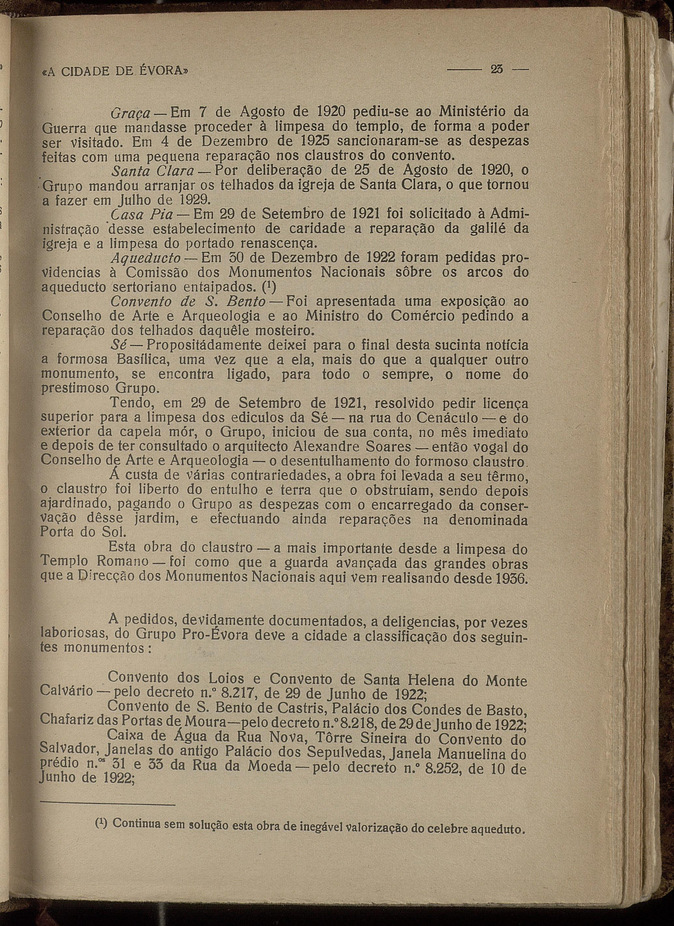 «A CIDADE DE ÉVORA» —— 23 —
Graça — Em 7 de Agosto de 1920 pediu-se ao Ministério da
Guerra que mandasse proceder à limpesa do templo, de forma a poder
ser visitado. Em 4 de Dezembro de 1925 sancionaram-se as despezas
feitas com uma pequena reparação nos claustros do convento.
Santa Clara — Por deliberação de 25 de Agosto de 1920, o
Grupo mandou arranjar os telhados da igreja de Santa Clara, o que tornou
a fazer em Julho de 1929.
Casa Pia — Em 29 de Setembro de 1921 foi solicitado à Admi-
nistração desse estabelecimento de caridade a reparação da galilé da
igreja e a limpesa do portado renascença.
Aqueducto — Em 30 de Dezembro de 1922 foram pedidas pro-
videncias à Comissão dos Monumentos Nacionais sôbre os arcos do
aqueducto sertoriano entaipados. (¹)
Convento de S. Bento — Foi apresentada uma exposição ao
Conselho de Arte e Arqueologia e ao Ministro do Comércio pedindo a
reparação dos telhados daquêle mosteiro.
Sé — Propositádamente deixei para o final desta sucinta notícia
a formosa Basílica, uma vez que a ela, mais do que a qualquer outro
monumento, se encontra ligado, para todo o sempre, o nome do
prestimoso Grupo.
Tendo, em 29 de Setembro de 1921, resolvido pedir licença
superior para a limpesa dos ediculos da Sé — na rua do Cenáculo — e do
exterior da capela mór, o Grupo, iniciou de sua conta, no mês imediato
e depois de ter consultado o arquitecto Alexandre Soares — então vogal do
Conselho de Arte e Arqueologia — o desentulhamento do formoso claustro
Á custa de várias contrariedades, a obra foi levada a seu têrmo,
o claustro foi liberto do entulho e terra que o obstruiam, sendo depois
ajardinado, pagando o Grupo as despezas com o encarregado da conser-
vação dêsse jardim, e efectuando ainda reparações na denominada
Porta do Sol.
Esta obra do claustro — a mais importante desde a limpesa do
Templo Romano — foi como que a guarda avançada das grandes obras
que a Direcção dos Monumentos Nacionais aqui vem realisando desde 1936.
A pedidos, devidamente documentados, a deligencias, por vezes
laboriosas, do Grupo Pro-Évora deve a cidade a classificação dos seguin-
tes monumentos :
Convento dos Loios e Convento de Santa Helena do Monte
Calvário — pelo decreto n.º 8.217, de 29 de Junho de 1922;
Convento de S. Bento de Castris, Palácio dos Condes de Basto,
Chafariz das Portas de Moura—pelo decreto n.º 8.218, de 29 de Junho de 1922;
Caixa de Água da Rua Nova, Tôrre Sineira do Convento do
Salvador, Janelas do antigo Palácio dos Sepulvedas, Janela Manuelina do
prédio n.ºˢ 31 e 33 da Rua da Moeda — pelo decreto n.º 8.252, de 10 de
Junho de 1922;
(¹) Continua sem solução esta obra de inegável valorização do celebre aqueduto.